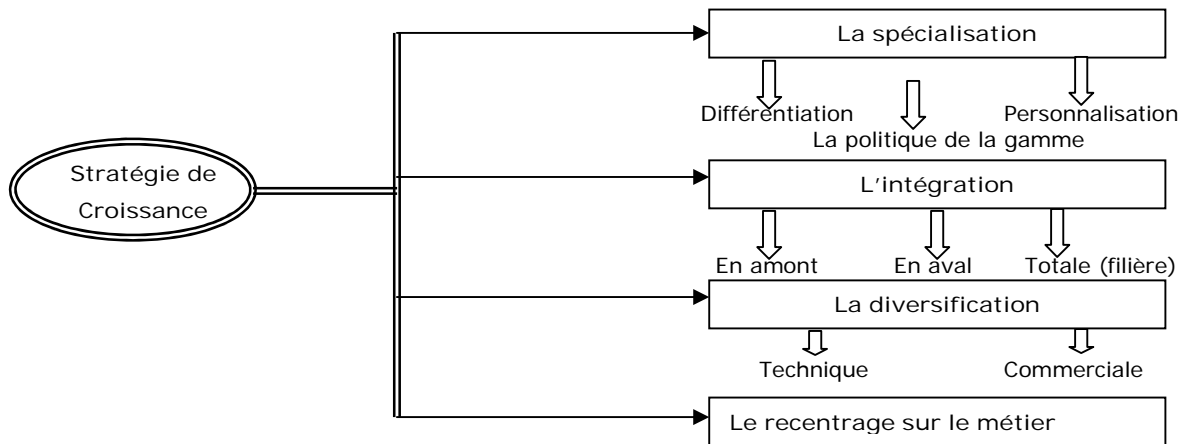 La spécialisation
Différentiation
Personnalisation
La politique de la gamme
Stratégie de
Croissance
L'intégration
En amont
En aval
Totale (filière)
La diversification
Technique
Commerciale
Le recentrage sur le métier